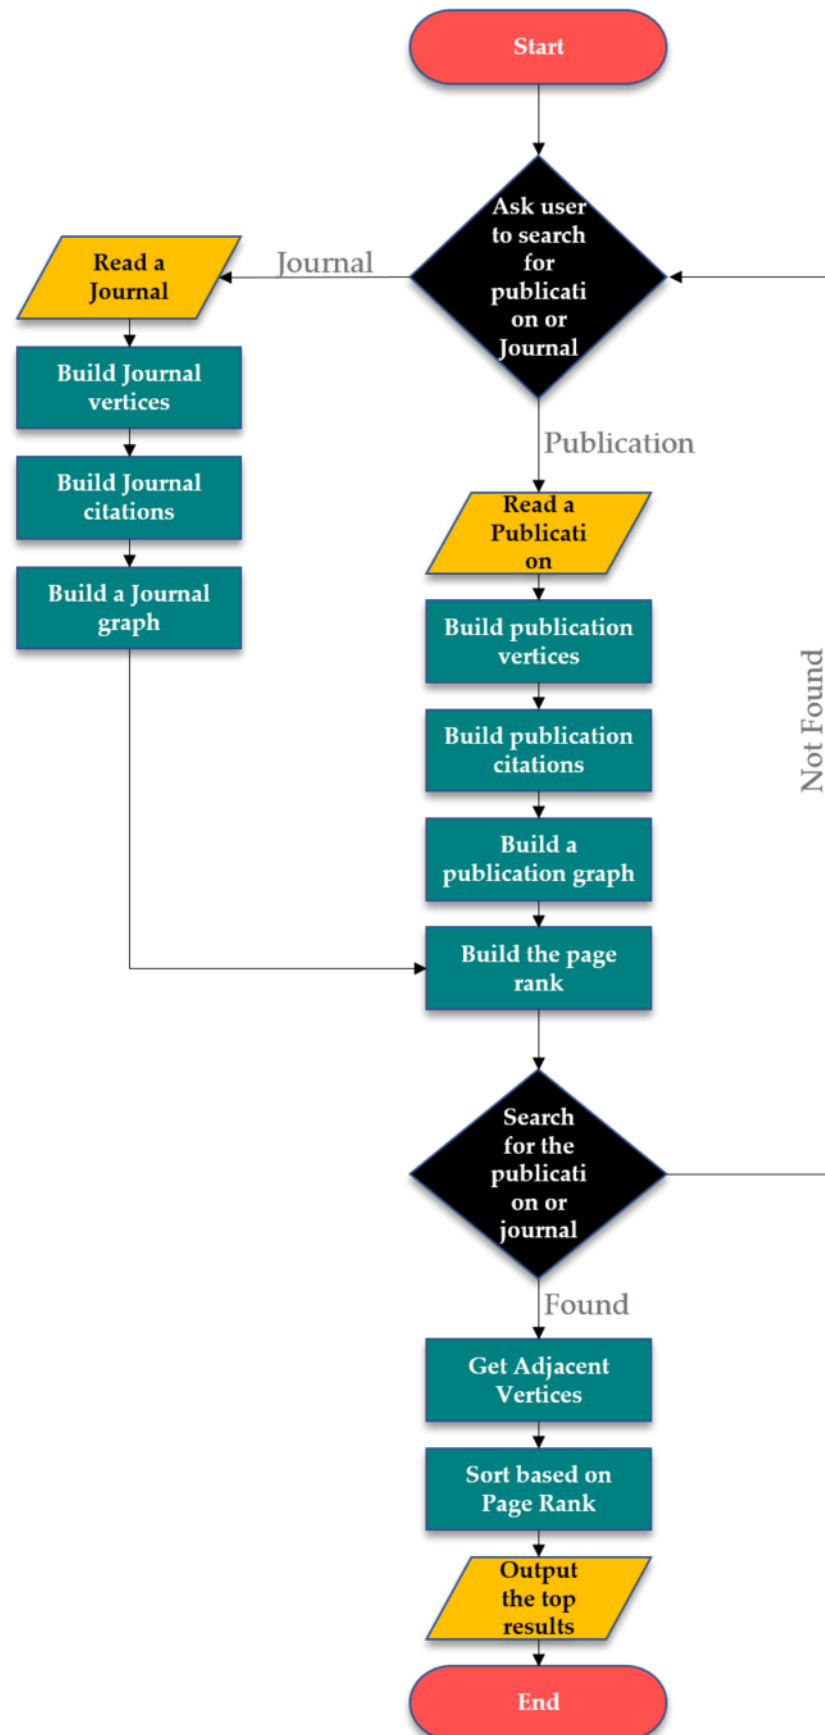 Start
Ask user
to search
for
publicati
on or
Journal
Journal
Read a
Journal
Build Journal
vertices
Build Journal
citations
Build a Journal
graph
Publication
Read a
Publicati
on
Build publication
vertices
Build publication
citations
Build a
publication graph
Build the page
rank
Search
for the
publicati
on or
journal
Not Found
Found
Get Adjacent
Vertices
Sort based on
Page Rank
Output
the top
results
End